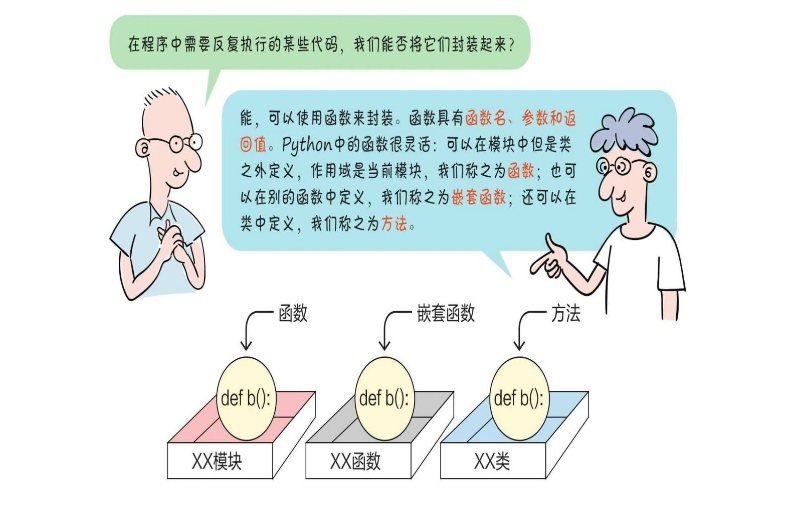 在程序中需要反复执行的某些代码，我们能否将它们封装起来？
能，可以使用函数来封装。函数具有函数名、参数和返
回值。Python中的函数很灵活：可以在模块中但是类
之外定义，作用域是当前模块，我们称之为函数；也可
以在别的函数中定义，我们称之为嵌套函数；还可以在
类中定义，我们称之为方法。
函数
嵌套函数
方法
def b():
def b():
def b():
XX模块
XX函数
XX类